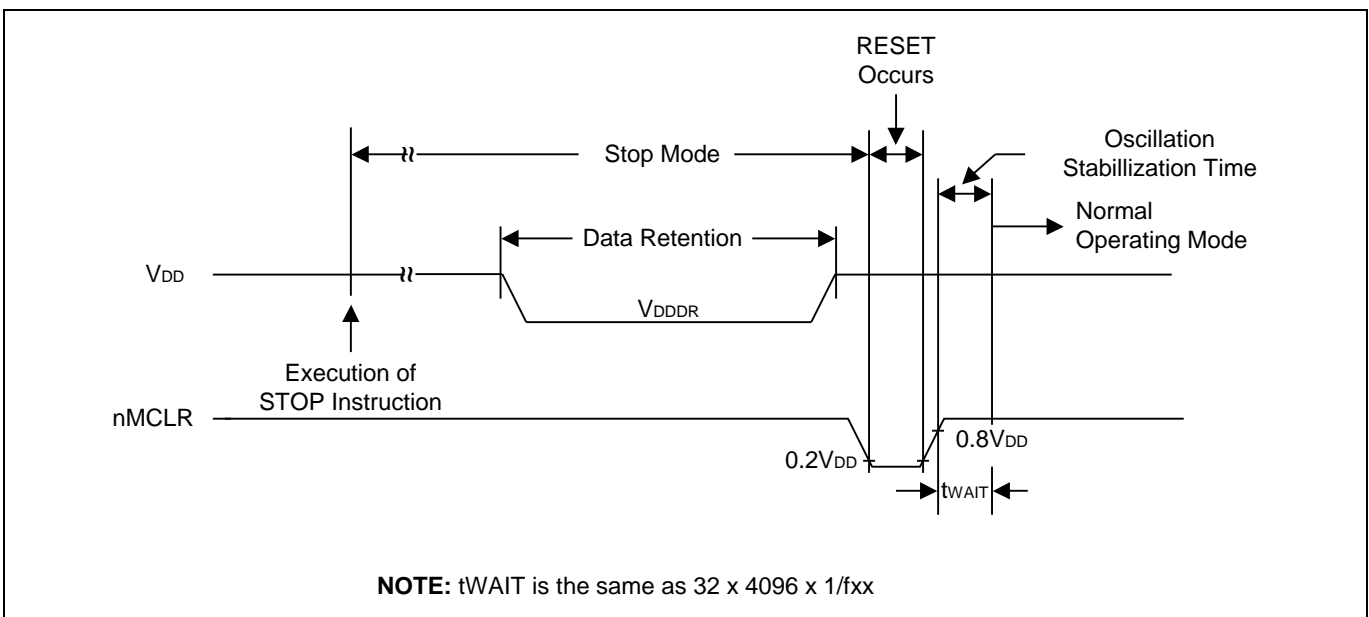 RESET
Occurs
Oscillation
Stabillization Time
Stop Mode
Normal
Operating Mode
Data Retention
VDD
VDDDR
Execution of
STOP Instruction
nMCLR
0.8VDD
0.2VDD
tWAIT
NOTE: tWAIT is the same as 32 x 4096 x 1/fxx